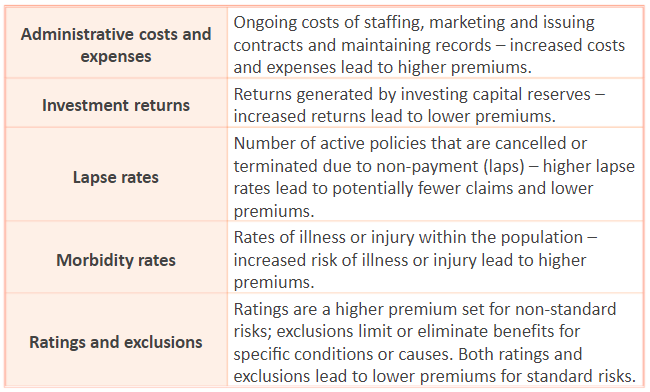 Administrative costs and
expenses
Ongoing costs of staffing, marketing and issuing
contracts and maintaining records – increased costs
and expenses lead to higher premiums.
Investment returns
Returns generated by investing capital reserves –
increased returns lead to lower premiums.
Lapse rates
Number of active policies that are cancelled or
terminated due to non-payment (laps) – higher lapse
rates lead to potentially fewer claims and lower
premiums.
Morbidity rates
Rates of illness or injury within the population –
increased risk of illness or injury lead to higher
premiums.
Ratings and exclusions
Ratings are a higher premium set for non-standard
risks; exclusions limit or eliminate benefits for
specific conditions or causes. Both ratings and
exclusions lead to lower premiums for standard risks.